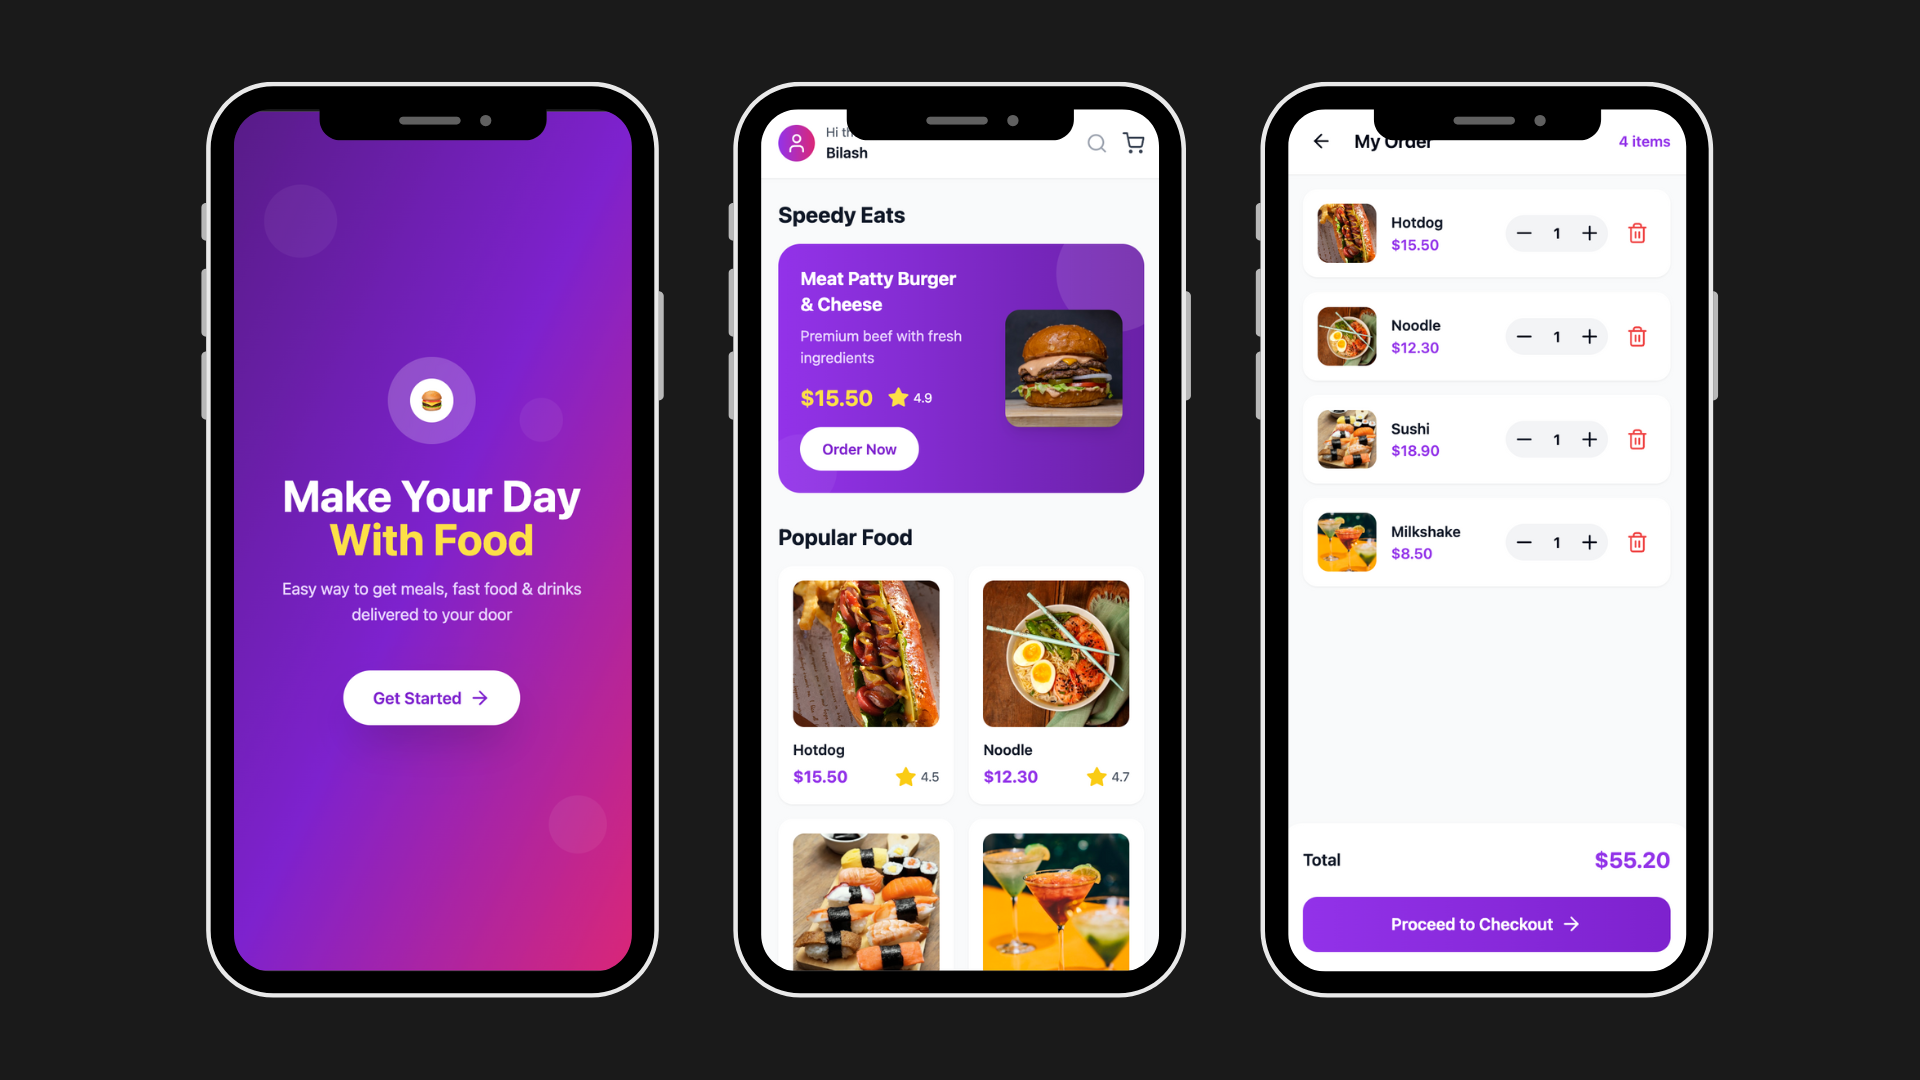 Make Your Day
With Food
Easy way to get meals, fast food & drinks
delivered to your door
Get Started
Hi
Bilash
Speedy Eats
Meat Patty Burger
& Cheese
Premium beef with fresh
ingredients
$15.50
4.9
Order Now
Popular Food
Hotdog
$15.50
4.5
Noodle
$12.30
4.7
My Order
4 items
Hotdog
$15.50
1
Noodle
$12.30
1
Sushi
$18.90
1
Milkshake
$8.50
1
Total
$55.20
Proceed to Checkout